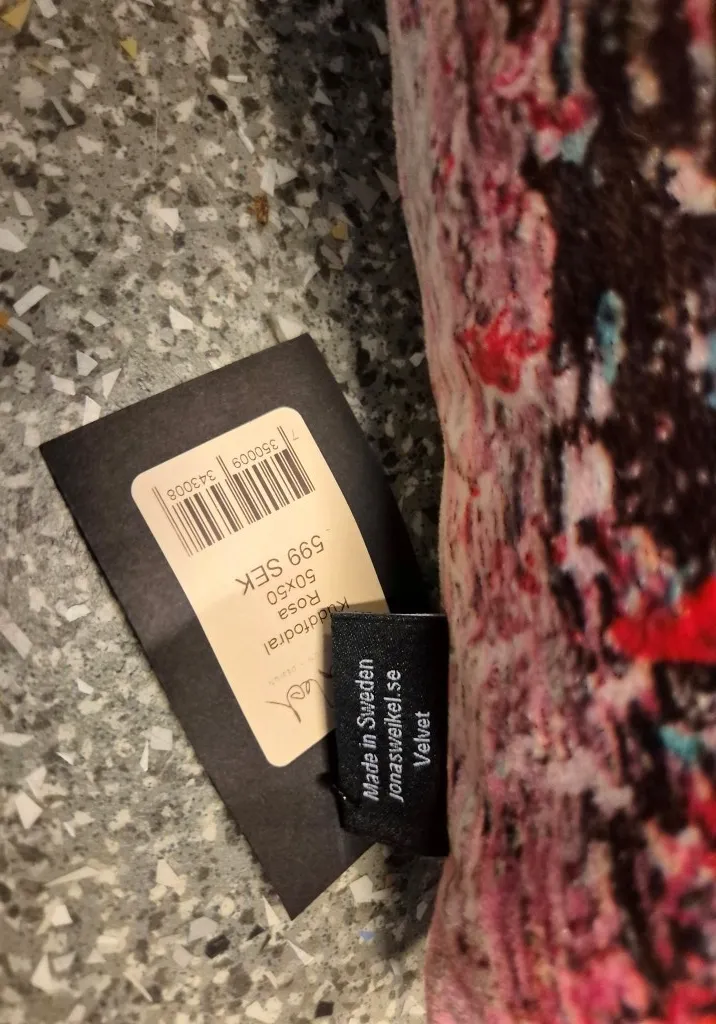 Kuddfodral
Rosa
50x50
599 SEK
7 350009 343008
Made in Sweden
jonasweikel.se
Velvet